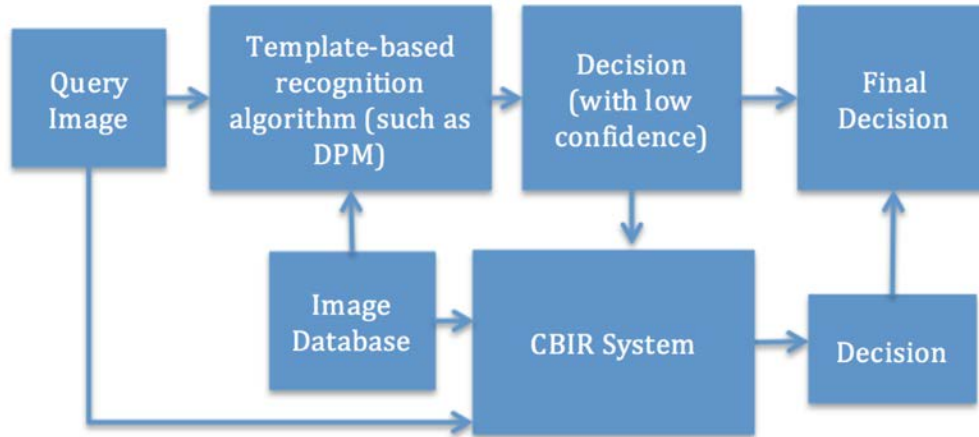 Query
Image
Template-based
recognition
algorithm (such as
DPM)
Decision
(with low
confidence)
Final
Decision
Image
Database
CBIR System
Decision